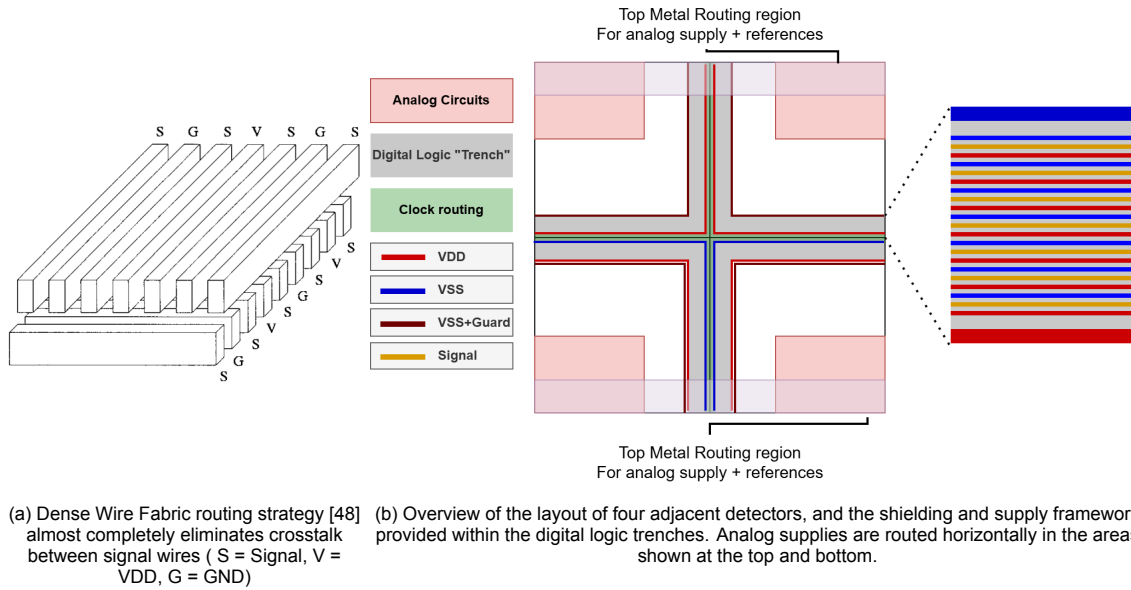 Top Metal Routing region
For analog supply + references
Analog Circuits
Digital Logic "Trench"
Clock routing
VDD
VSS
VSS+Guard
Signal
S G S V S G S
S
V
S
G
S
V
S
G
S
Top Metal Routing region
For analog supply + references
(a) Dense Wire Fabric routing strategy [48]
almost completely eliminates crosstalk
between signal wires ( S = Signal, V =
VDD, G = GND)
(b) Overview of the layout of four adjacent detectors, and the shielding and supply framewor
provided within the digital logic trenches. Analog supplies are routed horizontally in the area
shown at the top and bottom.